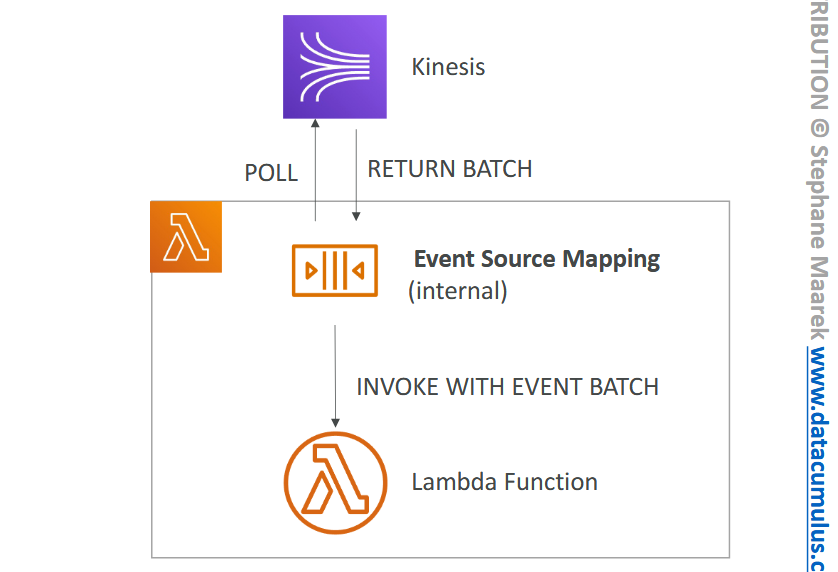 Kinesis
POLL
RETURN BATCH
Event Source Mapping
(internal)
INVOKE WITH EVENT BATCH
Lambda Function
RIBUTION © Stephane Maarek www.datacumulus.c